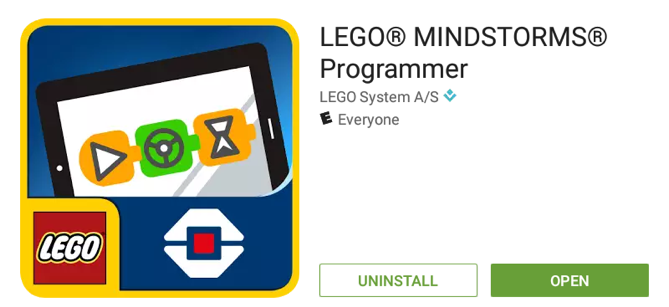 LEGO® MINDSTORMS®
Programmer
LEGO System A/S
E Everyone
UNINSTALL
OPEN
LEGO